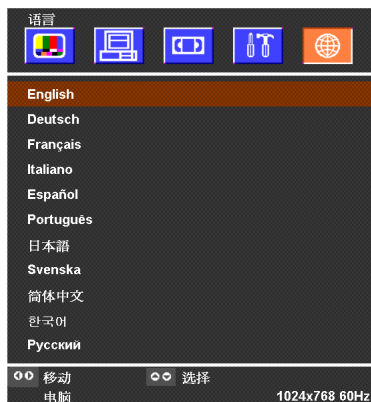 语言
English
Deutsch
Français
Italiano
Español
Português
日本語
Svenska
简体中文
한국어
Русский
移动 选择
电脑 1024x768 60Hz